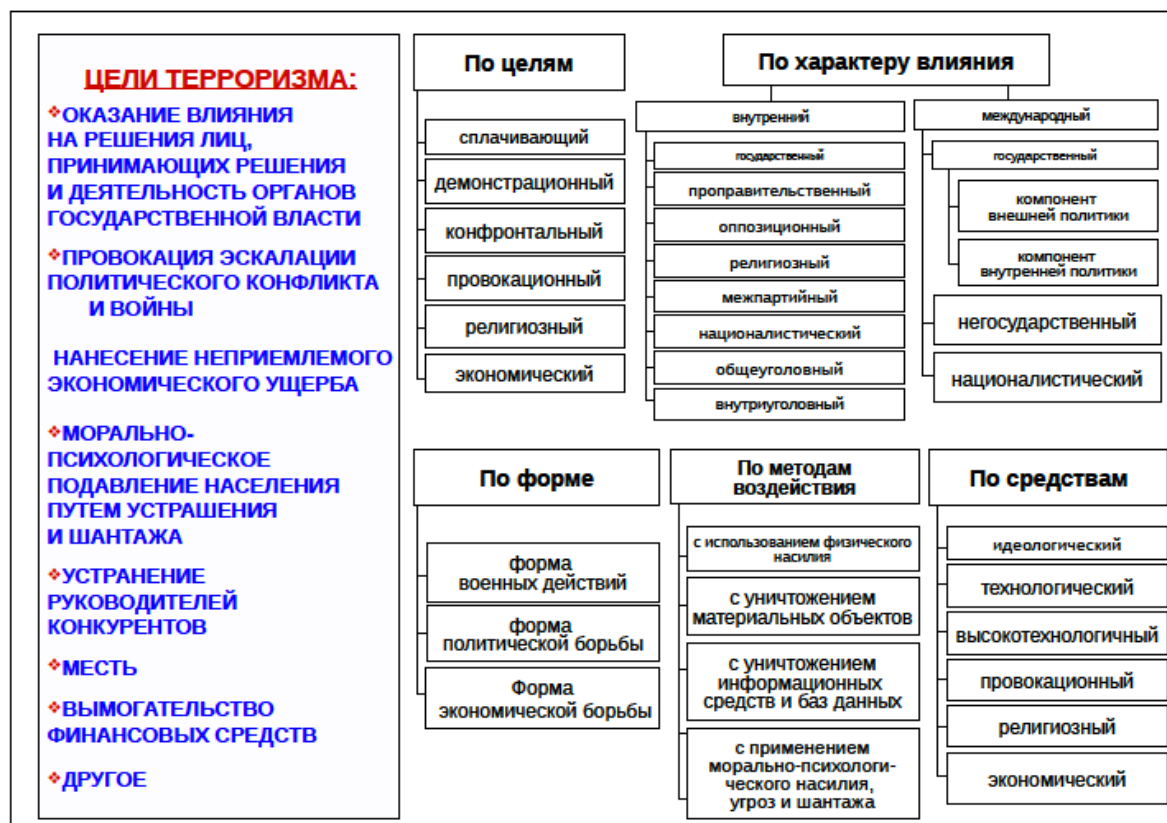 ЦЕЛИ ТЕРРОРИЗМА:
❖ОКАЗАНИЕ ВЛИЯНИЯ
НА РЕШЕНИЯ ЛИЦ,
ПРИНИМАЮЩИХ РЕШЕНИЯ
И ДЕЯТЕЛЬНОСТЬ ОРГАНОВ
ГОСУДАРСТВЕННОЙ ВЛАСТИ
❖ПРОВОКАЦИЯ ЭСКАЛАЦИИ
ПОЛИТИЧЕСКОГО КОНФЛИКТА
И ВОЙНЫ
НАНЕСЕНИЕ НЕПРИЕМЛЕМОГО
ЭКОНОМИЧЕСКОГО УЩЕРБА
❖МОРАЛЬНО-
ПСИХОЛОГИЧЕСКОЕ
ПОДАВЛЕНИЕ НАСЕЛЕНИЯ
ПУТЕМ УСТРАШЕНИЯ
И ШАНТАЖА
❖УСТРАНЕНИЕ
РУКОВОДИТЕЛЕЙ
КОНКУРЕНТОВ
❖МЕСТЬ
❖ВЫМОГАТЕЛЬСТВО
ФИНАНСОВЫХ СРЕДСТВ
❖ДРУГОЕ
По целям
сплачивающий
демонстрационный
конфронтальный
провокационный
религиозный
экономический
По характеру влияния
внутренний
государственный
проправительственный
оппозиционный
религиозный
межпартийный
националистический
общеуголовный
внутриуголовный
международный
государственный
компонент
внешней политики
компонент
внутренней политики
негосударственный
националистический
По форме
форма
военных действий
форма
политической борьбы
Форма
экономической борьбы
По методам
воздействия
с использованием физического
насилия
с уничтожением
материальных объектов
с уничтожением
информационных
средств и баз данных
с применением
морально-психологи-
ческого насилия,
угроз и шантажа
По средствам
идеологический
технологический
высокотехнологичный
провокационный
религиозный
экономический